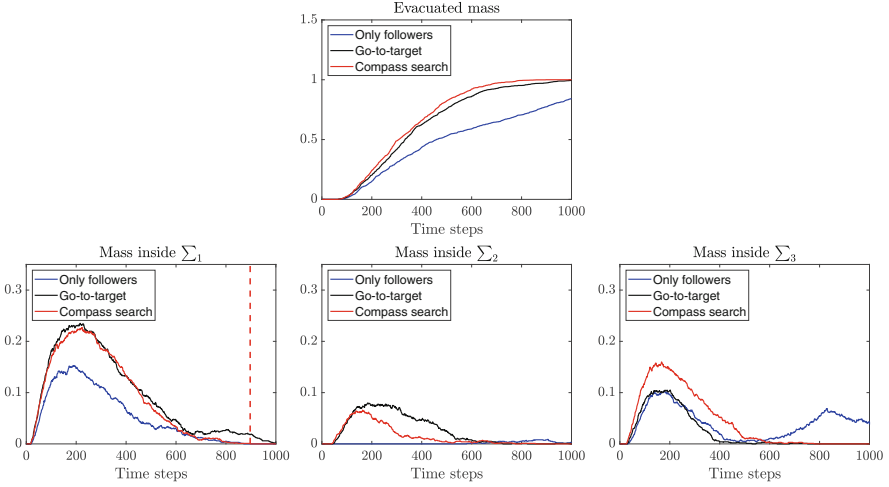 Evacuated mass
1.5
1
0.5
0
Only followers
Go-to-target
Compass search
0 200 400 600 800 1000
Time steps
Mass inside ∑1
0.3
0.2
0.1
0
Only followers
Go-to-target
Compass search
0 200 400 600 800 1000
Time steps
Mass inside ∑2
0.3
0.2
0.1
0
Only followers
Go-to-target
Compass search
0 200 400 600 800 1000
Time steps
Mass inside ∑3
0.3
0.2
0.1
0
Only followers
Go-to-target
Compass search
0 200 400 600 800 1000
Time steps